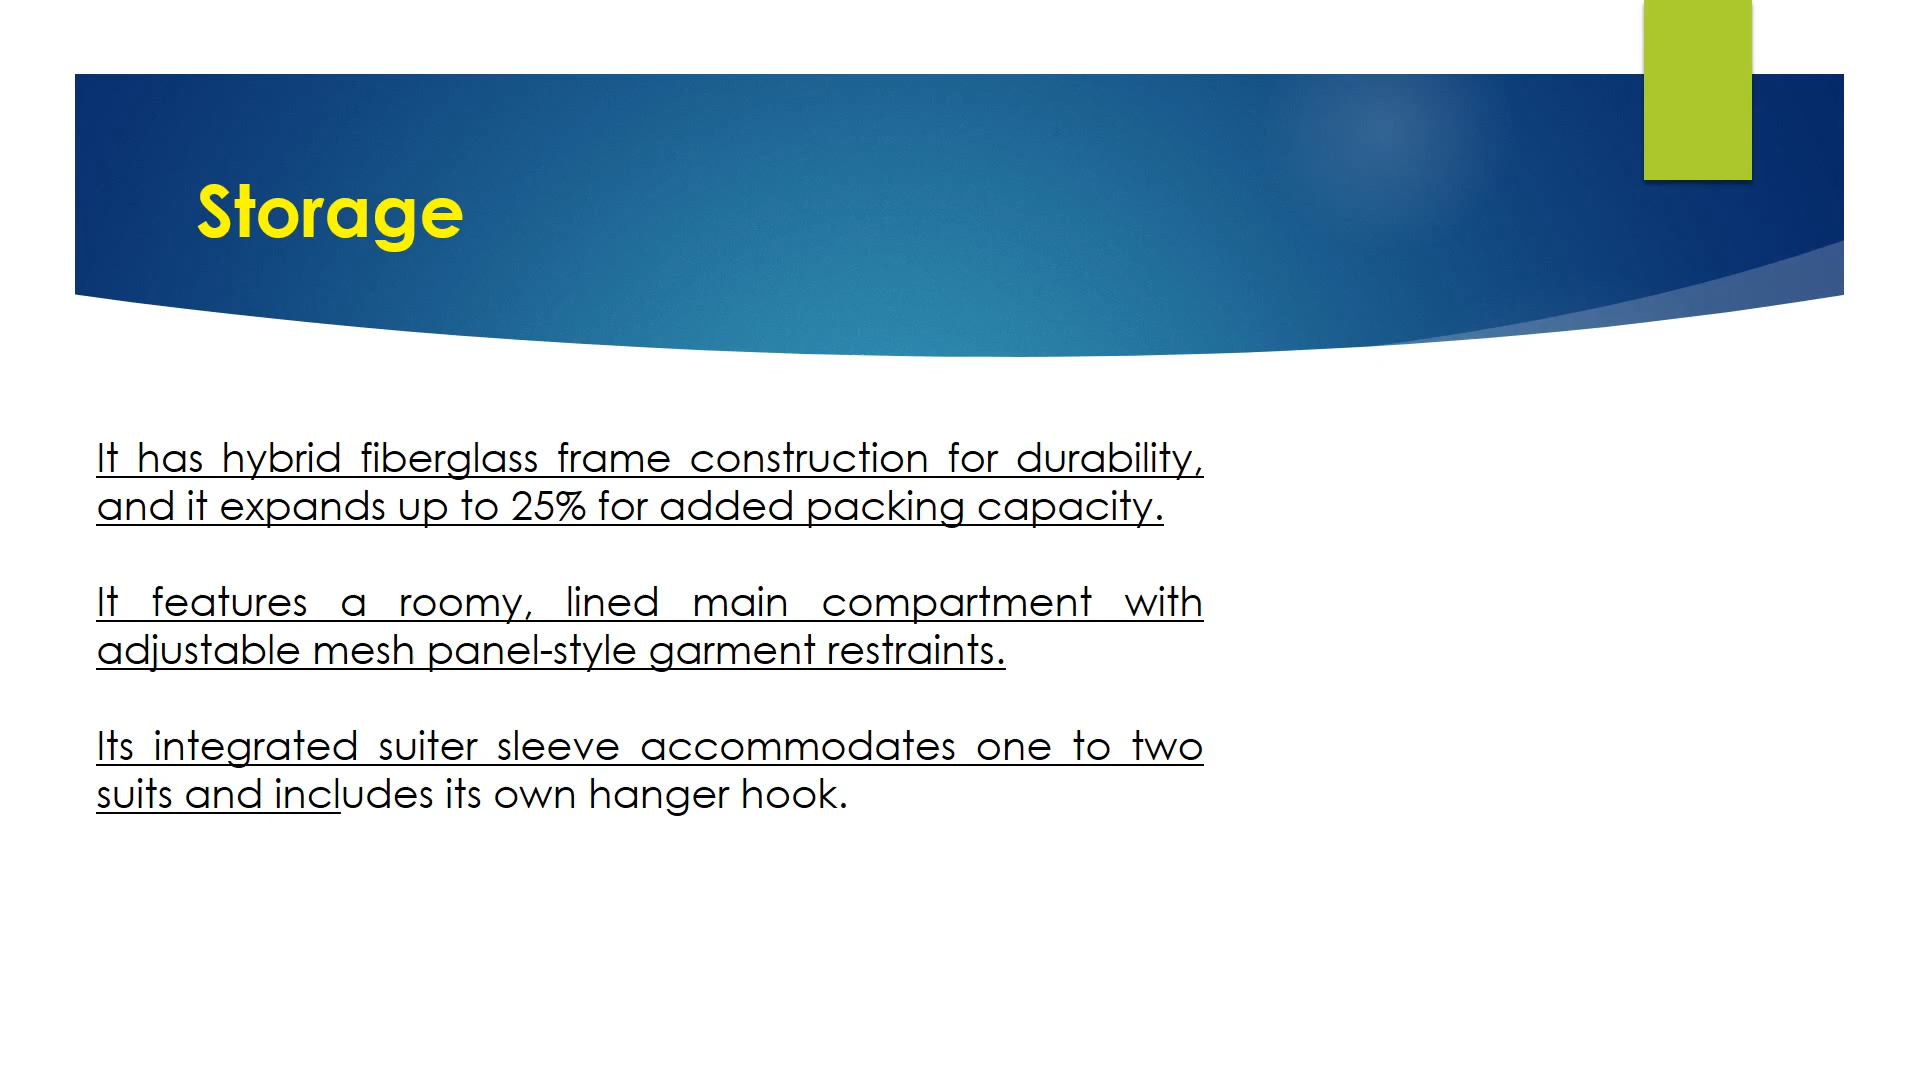 Storage
It has hybrid fiberglass frame construction for durability,
and it expands up to 25% for added packing capacity.
It features a roomy, lined main compartment with
adjustable mesh panel-style garment restraints.
Its integrated suiter sleeve accommodates one to two
suits and includes its own hanger hook.